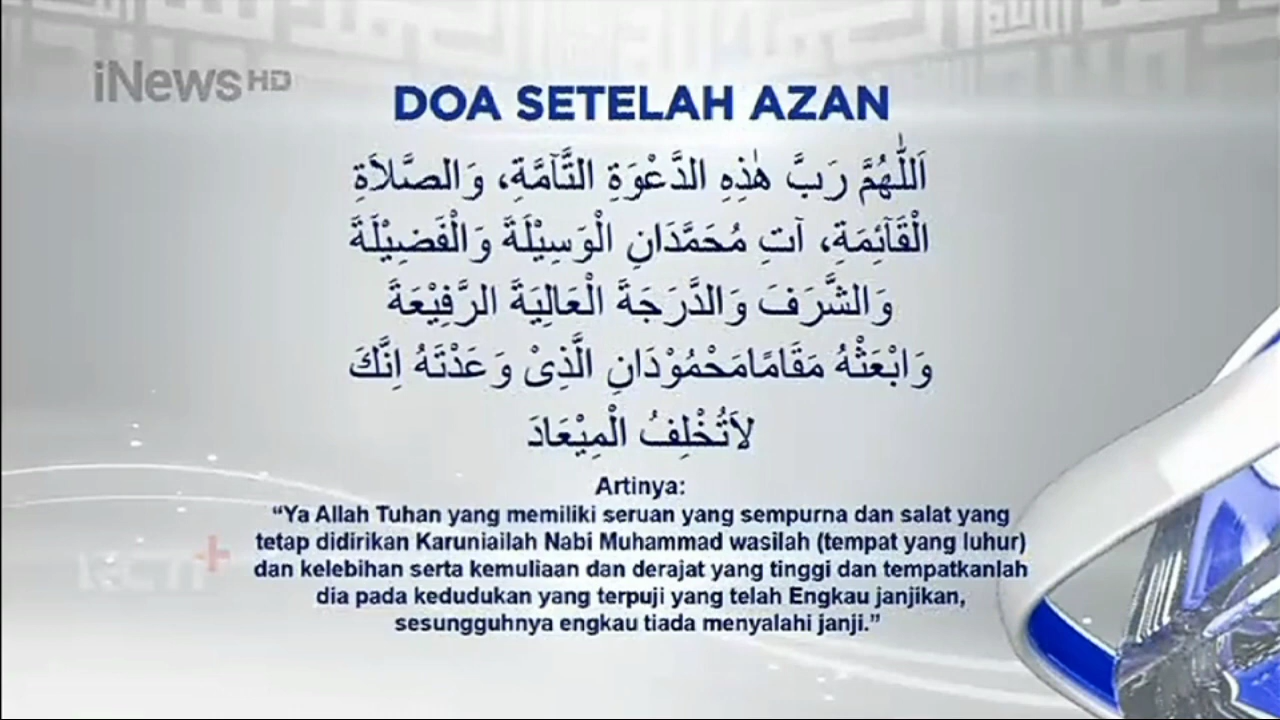 iNews HD
DOA SETELAH AZAN
اَللّٰهُمَّ رَبَّ هٰذِهِ الدَّعْوَةِ التَّآمَّةِ، وَالصَّلاَةِ
الْقَآئِمَةِ، آتِ مُحَمَّدَانِ الْوَسِيْلَةَ وَالْفَضِيْلَةَ
وَالشَّرَفَ وَالدَّرَجَةَ الْعَالِيَةَ الرَّفِيْعَةَ
وَابْعَثْهُ مَقَامًامَحْمُوْدَانِ الَّذِىْ وَعَدْتَهُ اِنَّكَ
لاَتُخْلِفُ الْمِيْعَادَ
Artinya:
“Ya Allah Tuhan yang memiliki seruan yang sempurna dan salat yang
tetap didirikan Karuniailah Nabi Muhammad wasilah (tempat yang luhur)
dan kelebihan serta kemuliaan dan derajat yang tinggi dan tempatkanlah
dia pada kedudukan yang terpuji yang telah Engkau janjikan,
sesungguhnya engkau tiada menyalahi janji.”
RCTI+